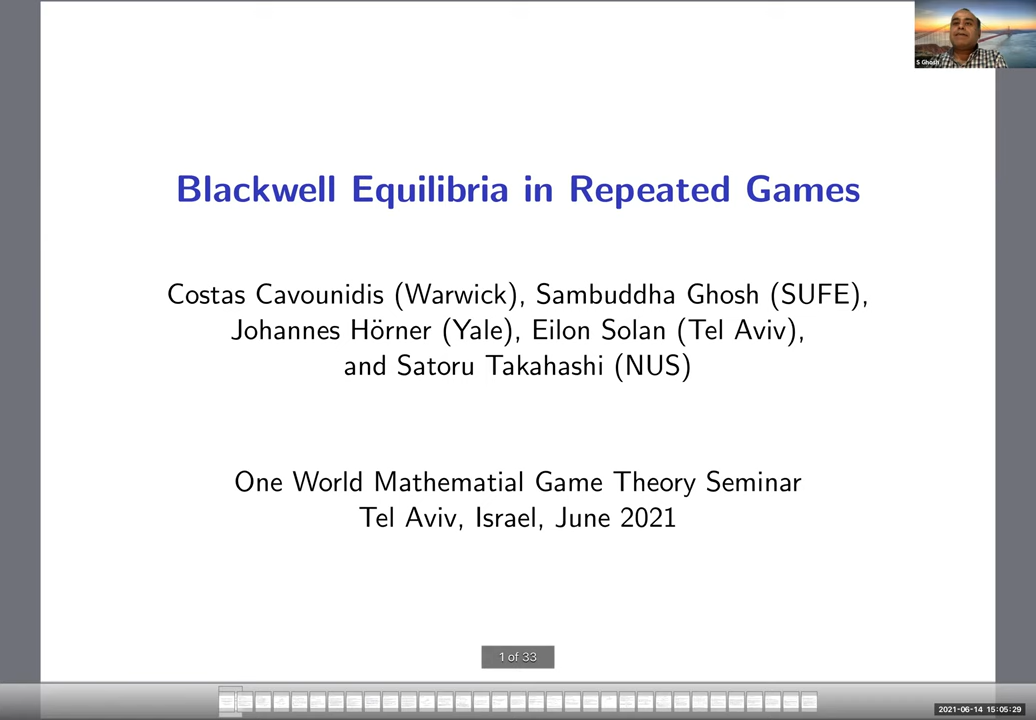 S Ghosh
Blackwell Equilibria in Repeated Games
Costas Cavounidis (Warwick), Sambuddha Ghosh (SUFE),
Johannes Hörner (Yale), Eilon Solan (Tel Aviv),
and Satoru Takahashi (NUS)
One World Mathematial Game Theory Seminar
Tel Aviv, Israel, June 2021
1 of 33
2021-06-14 15:05:29